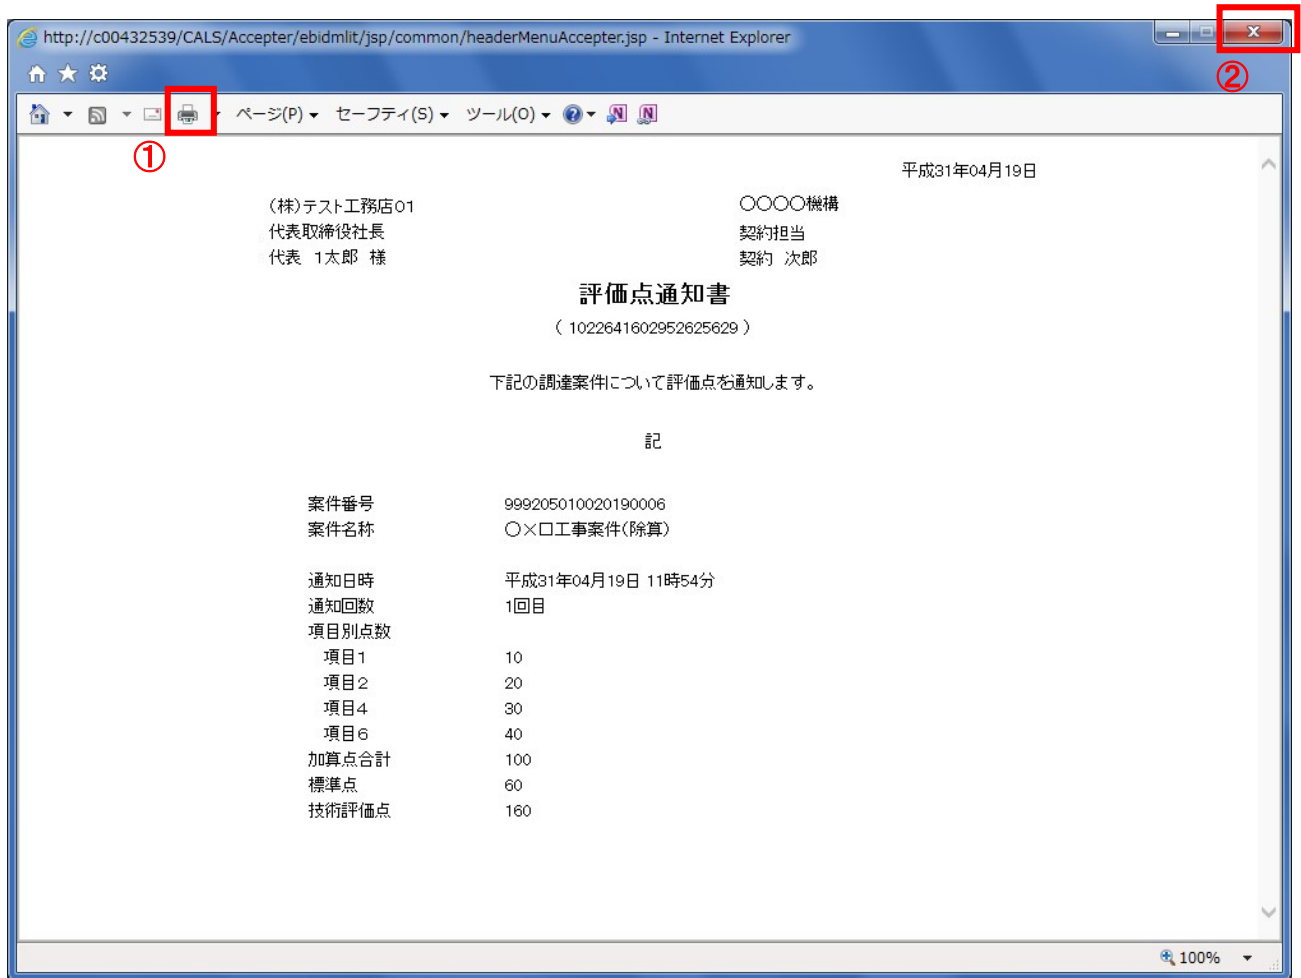 http://c00432539/CALS/Accepter/ebidmlit/jsp/common/headerMenuAccepter.jsp - Internet Explorer
②
ページ(P) セーフティ(S) ツール(O)
①
平成31年04月19日
(株)テスト工務店01
〇〇〇〇機構
代表取締役社長
契約担当
代表 1太郎 様
契約 次郎
評価点通知書
( 1022641602952625629 )
下記の調達案件について評価点を通知します。
記
案件番号 999205010020190006
案件名称 〇×口工事案件(除算)
通知日時 平成31年04月19日 11時54分
通知回数 1回目
項目別点数
項目1 10
項目2 20
項目4 30
項目6 40
加算点合計 100
標準点 60
技術評価点 160
100%